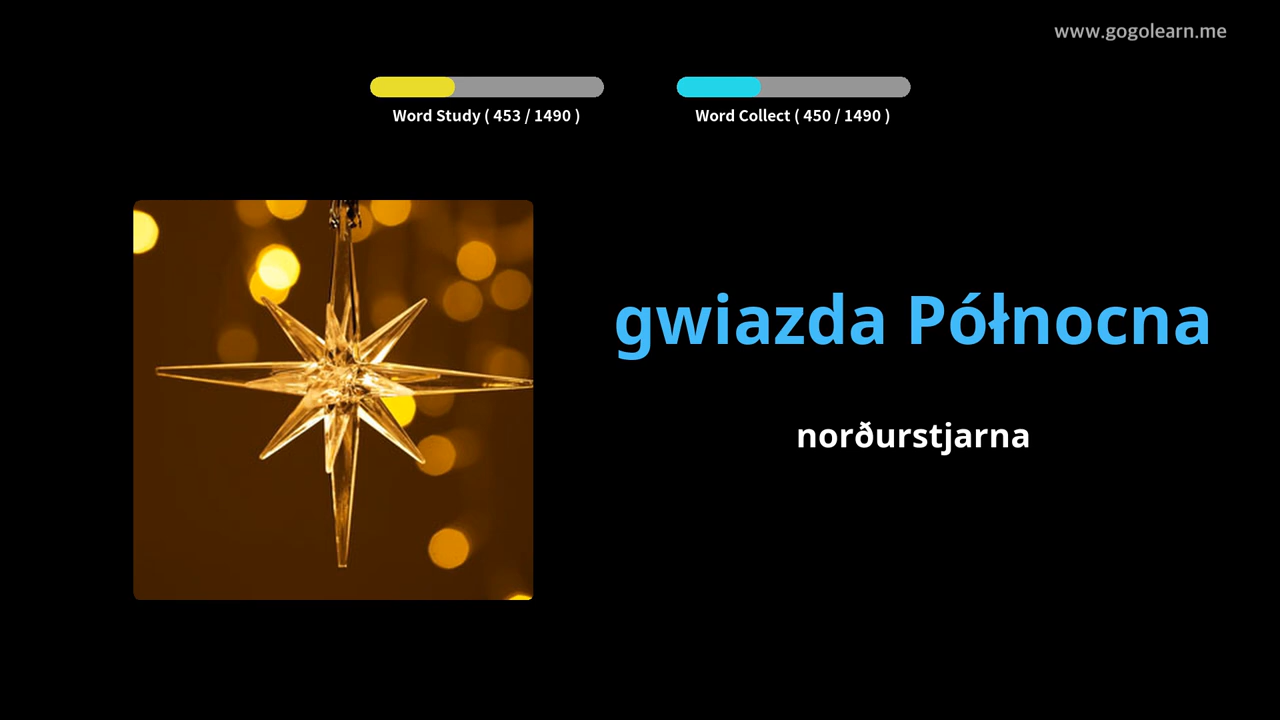 www.gogolearn.me
Word Study ( 453 / 1490 )
Word Collect ( 450 / 1490 )
gwiazda Północna
norðurstjarna